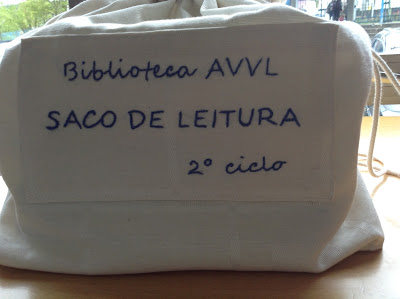 Biblioteca AVVL
SACO DE LEITURA
2º ciclo